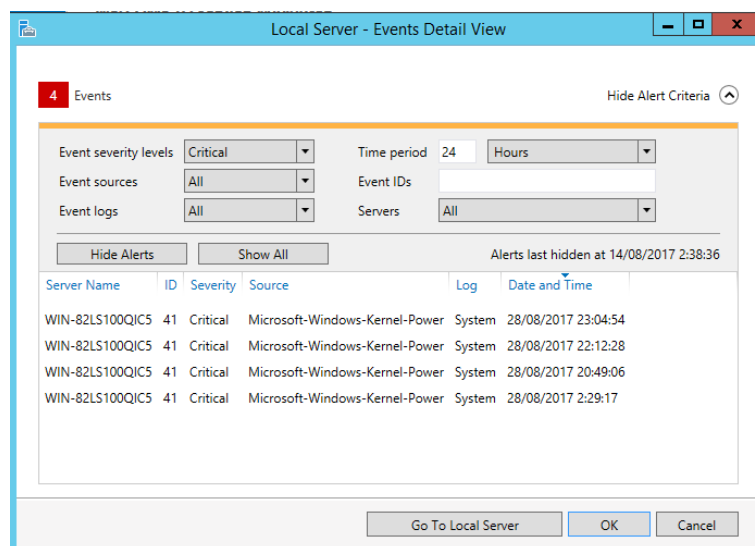 Local Server - Events Detail View
4 Events
Hide Alert Criteria
Event severity levels Critical Time period 24 Hours
Event sources All Event IDs
Event logs All Servers All
Hide Alerts Show All Alerts last hidden at 14/08/2017 2:38:36
Server Name ID Severity Source Log Date and Time
WIN-82LS100QIC5 41 Critical Microsoft-Windows-Kernel-Power System 28/08/2017 23:04:54
WIN-82LS100QIC5 41 Critical Microsoft-Windows-Kernel-Power System 28/08/2017 22:12:28
WIN-82LS100QIC5 41 Critical Microsoft-Windows-Kernel-Power System 28/08/2017 20:49:06
WIN-82LS100QIC5 41 Critical Microsoft-Windows-Kernel-Power System 28/08/2017 2:29:17
Go To Local Server OK Cancel